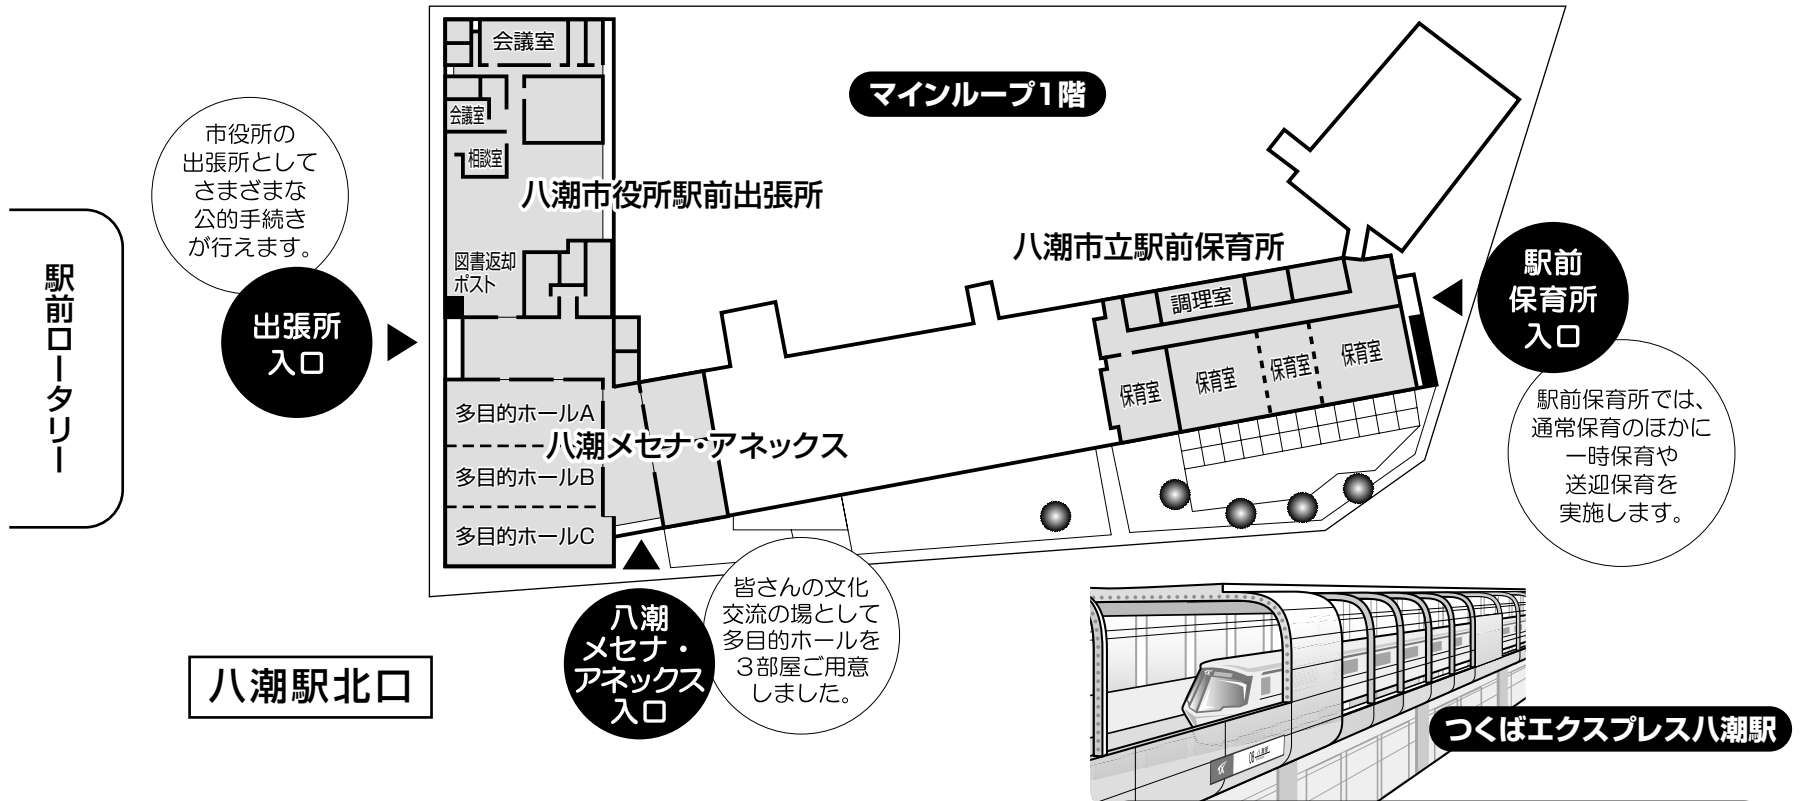 会議室
マインループ1階
会議室
相談室
市役所の
出張所として
さまざまな
公的手続き
が行えます。
八潮市役所駅前出張所
駅前ロータリー
図書返却
ポスト
出張所
入口
八潮市立駅前保育所
調理室
保育室
保育室
保育室
保育室
駅前
保育所
入口
駅前保育所では、
通常保育のほかに
一時保育や
送迎保育を
実施します。
多目的ホールA
八潮メセナ・アネックス
多目的ホールB
多目的ホールC
八潮
メセナ・
アネックス
入口
皆さんの文化
交流の場として
多目的ホールを
3部屋ご用意
しました。
八潮駅北口
つくばエクスプレス八潮駅